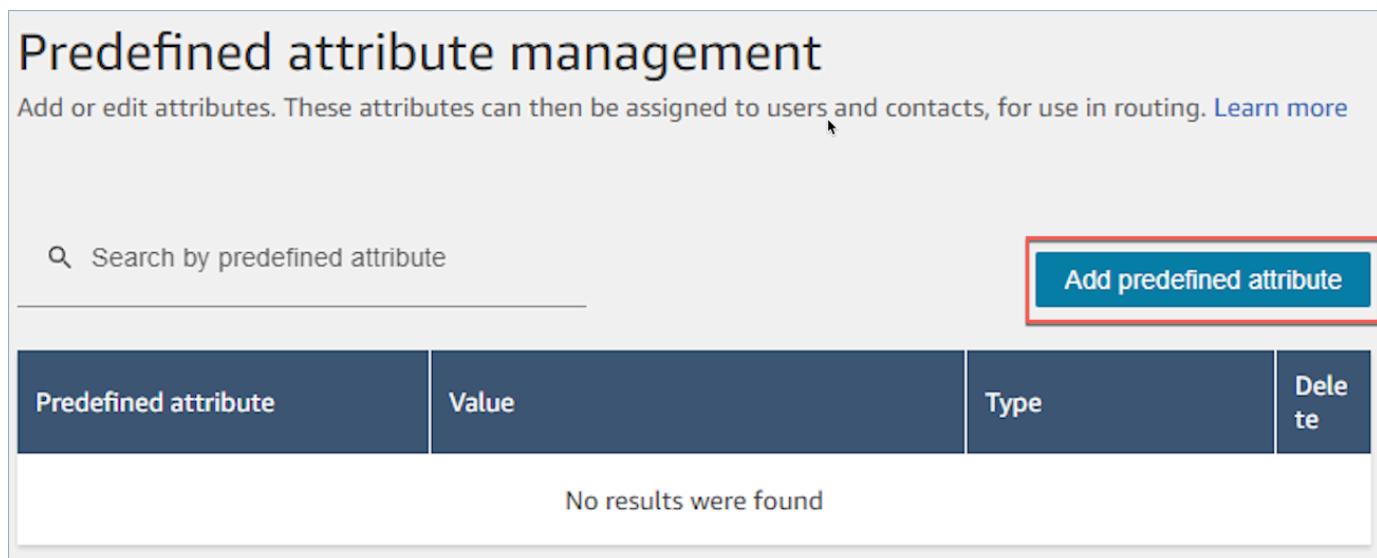 Predefined attribute management
Add or edit attributes. These attributes can then be assigned to users and contacts, for use in routing. Learn more
Search by predefined attribute
Add predefined attribute
Predefined attribute Value Type Dele
te
No results were found